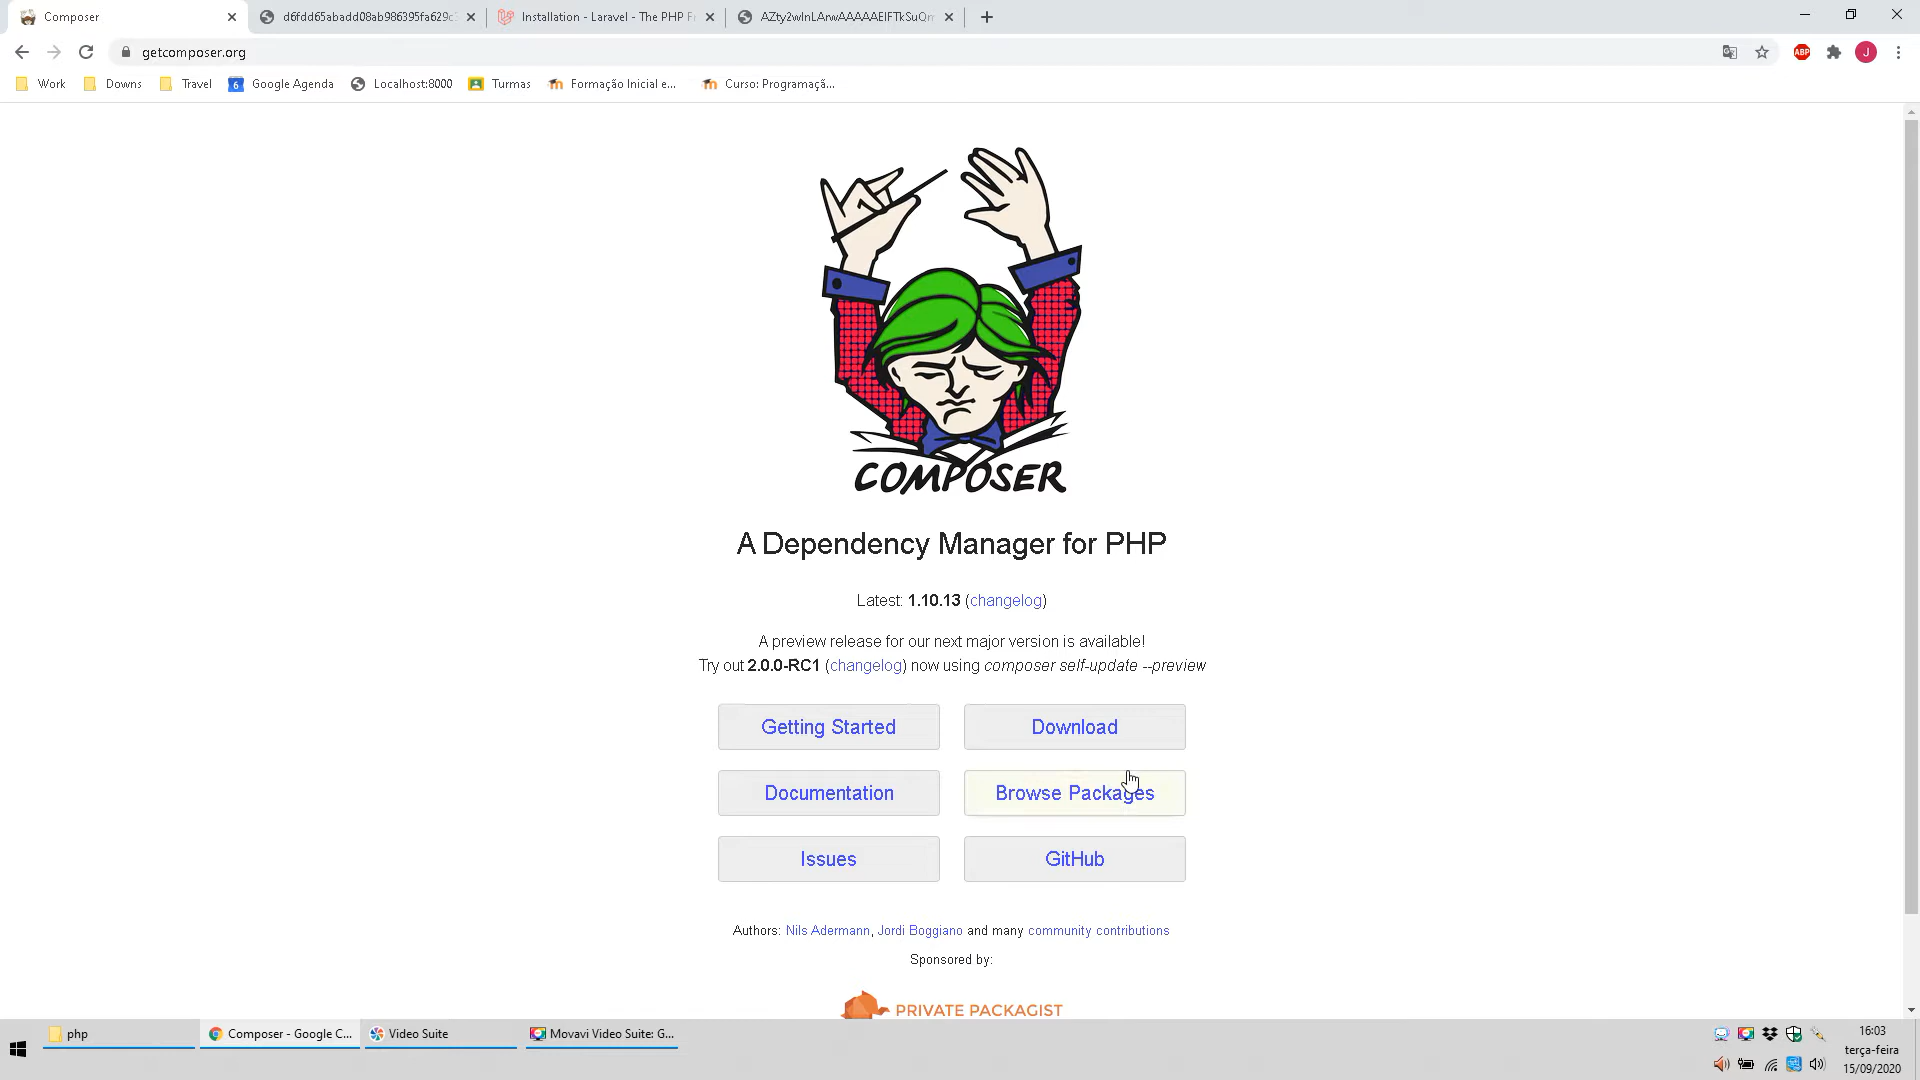 Composer
d6fdd65abadd08ab986395fa629c
Installation - Laravel - The PHP Fr
getcomposer.org
Work
Downs
Travel
6
Google Agenda
Localhost:8000
Turmas
Formação Inicial e...
Curso: Programaçã...
ABP
J
COMPOSER
A Dependency Manager for PHP
Latest: 1.10.13 (changelog)
A preview release for our next major version is available!
Try out 2.0.0-RC1 (changelog) now using composer self-update --preview
Getting Started
Download
Documentation
Browse Packages
Issues
GitHub
Authors: Nils Adermann, Jordi Boggiano and many community contributions
Sponsored by:
PRIVATE PACKAGIST
php
Composer - Google C...
Video Suite
Movavi Video Suite: G...
16:03
terça-feira
15/09/2020